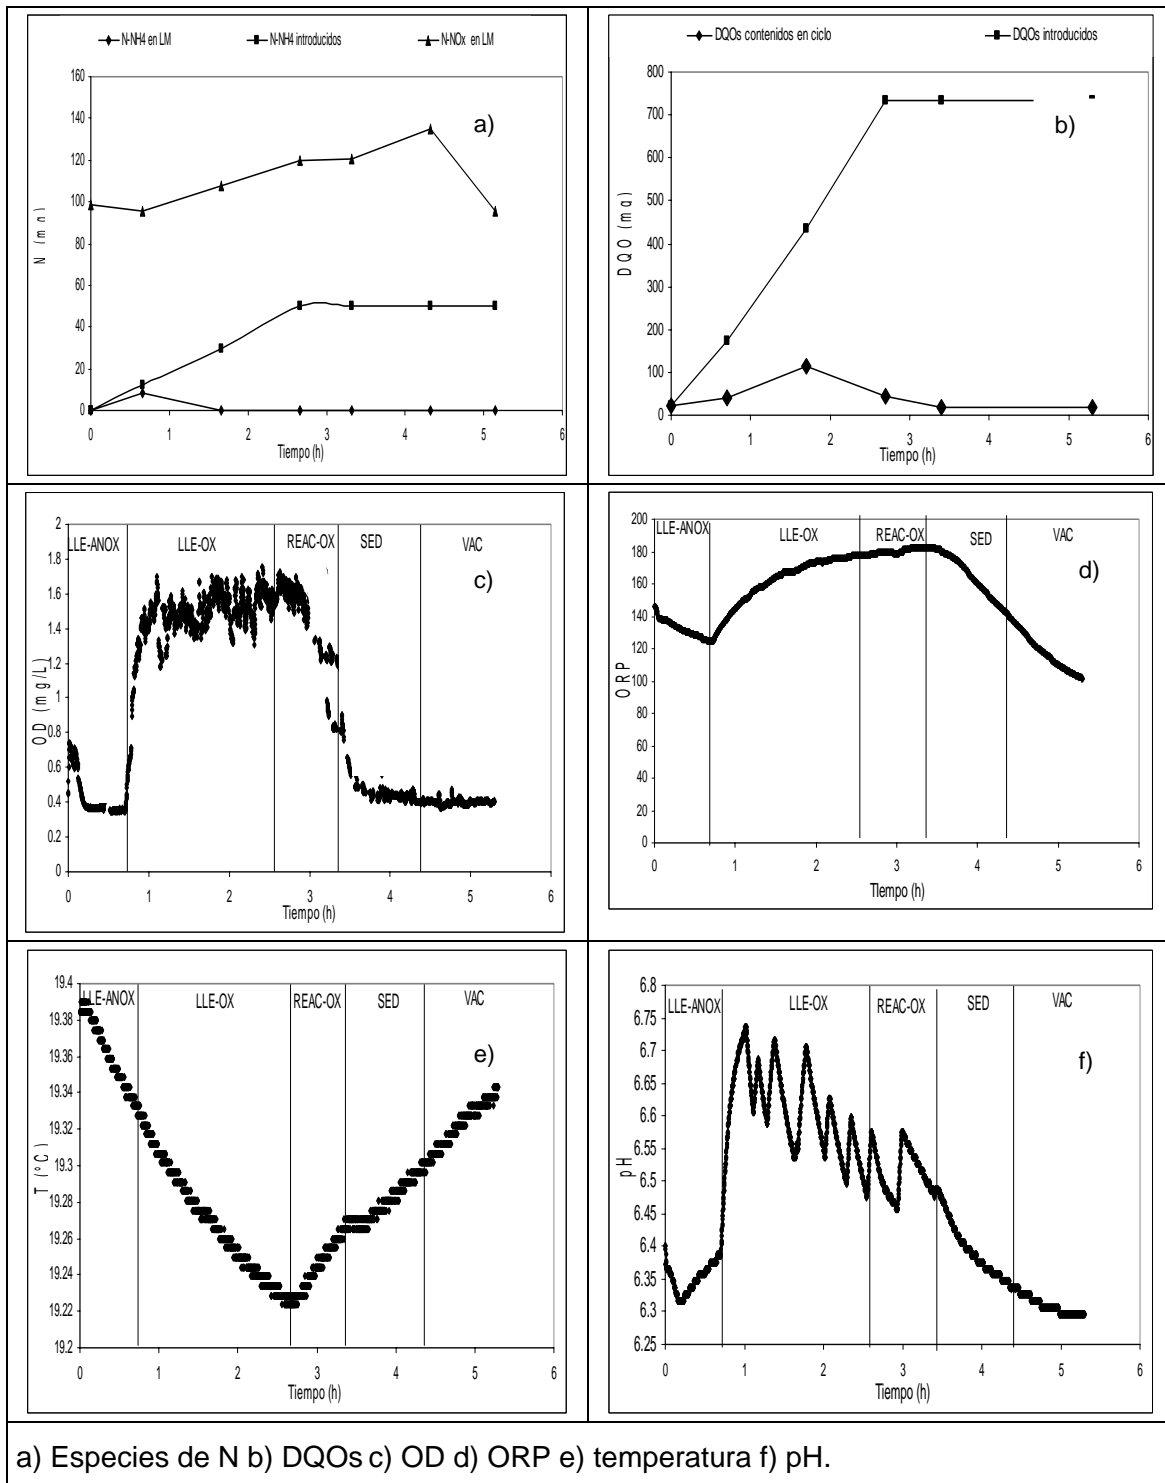 N-NH4 en LM N-NH4 introducidos N-NOx en LM
160
140
120
100
80
60
40
20
0
N (mg)
a)
0 1 2 3 4 5 6
Tiempo (h)
DQOs contenidos en ciclo DQOs introducidos
800
700
600
500
400
300
200
100
0
DQO (mg)
b)
0 1 2 3 4 5 6
Tiempo (h)
2
1.8
1.6
1.4
1.2
1
0.8
0.6
0.4
0.2
0
OD (mg/L)
LLE-ANOX LLE-OX REAC-OX SED VAC
c)
0 1 2 3 4 5 6
Tiempo (h)
200
180
160
140
120
100
80
60
40
20
0
ORP
LLE-ANOX LLE-OX REAC-OX SED VAC
d)
0 1 2 3 4 5 6
Tiempo (h)
19.4
19.38
19.36
19.34
19.32
19.3
19.28
19.26
19.24
19.22
19.2
T (°C)
LLE-ANOX LLE-OX REAC-OX SED VAC
e)
0 1 2 3 4 5 6
Tiempo (h)
6.8
6.75
6.7
6.65
6.6
6.55
6.5
6.45
6.4
6.35
6.3
6.25
pH
LLE-ANOX LLE-OX REAC-OX SED VAC
f)
0 1 2 3 4 5 6
Tiempo (h)
a) Especies de N b) DQOs c) OD d) ORP e) temperatura f) pH.